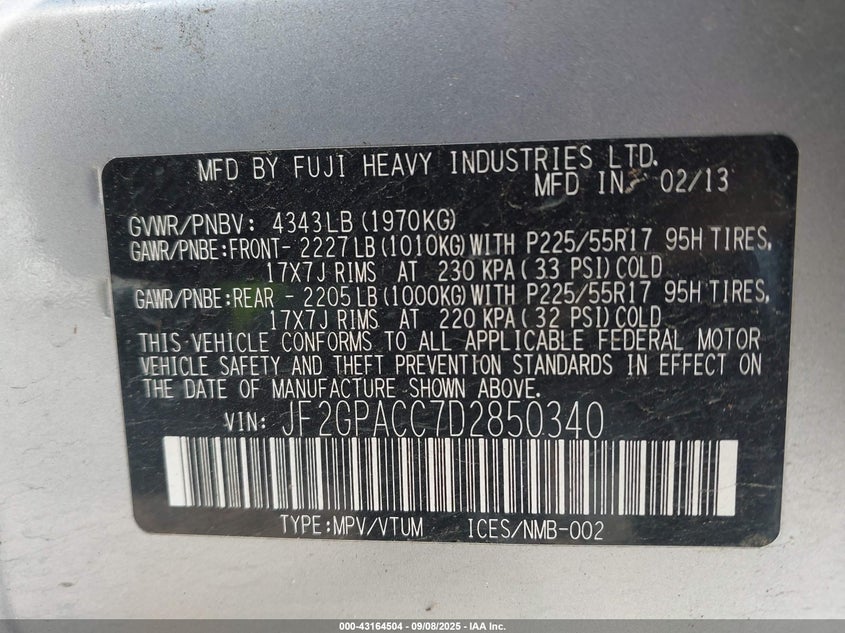 MFD BY FUJI HEAVY INDUSTRIES LTD.
MFD IN: 02/13
GVWR/PNBV: 4343LB (1970KG)
GAWR/PNBE:FRONT- 2227LB (1010KG) WITH P225/55R17 95H TIRES,
17X7J RIMS AT 230 KPA ( 33 PSI) COLD
GAWR/PNBE:REAR - 2205LB (1000KG) WITH P225/55R17 95H TIRES,
17X7J RIMS AT 220 KPA ( 32 PSI) COLD
THIS VEHICLE CONFORMS TO ALL APPLICABLE FEDERAL MOTOR
VEHICLE SAFETY AND THEFT PREVENTION STANDARDS IN EFFECT ON
THE DATE OF MANUFACTURE SHOWN ABOVE.
VIN: JF2GPACC7D2850340
TYPE:MPV/VTUM ICES/NMB-002
000-43164504 - 09/08/2025 - IAA Inc.